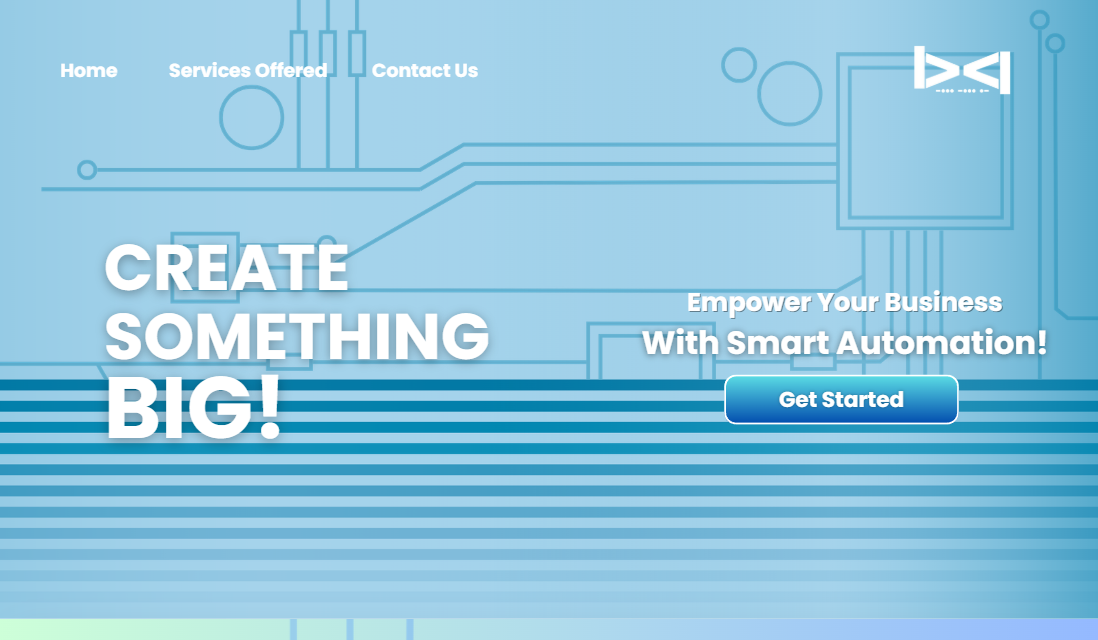 Home Services Offered Contact Us
CREATE
SOMETHING
BIG!
Empower Your Business
With Smart Automation!
Get Started